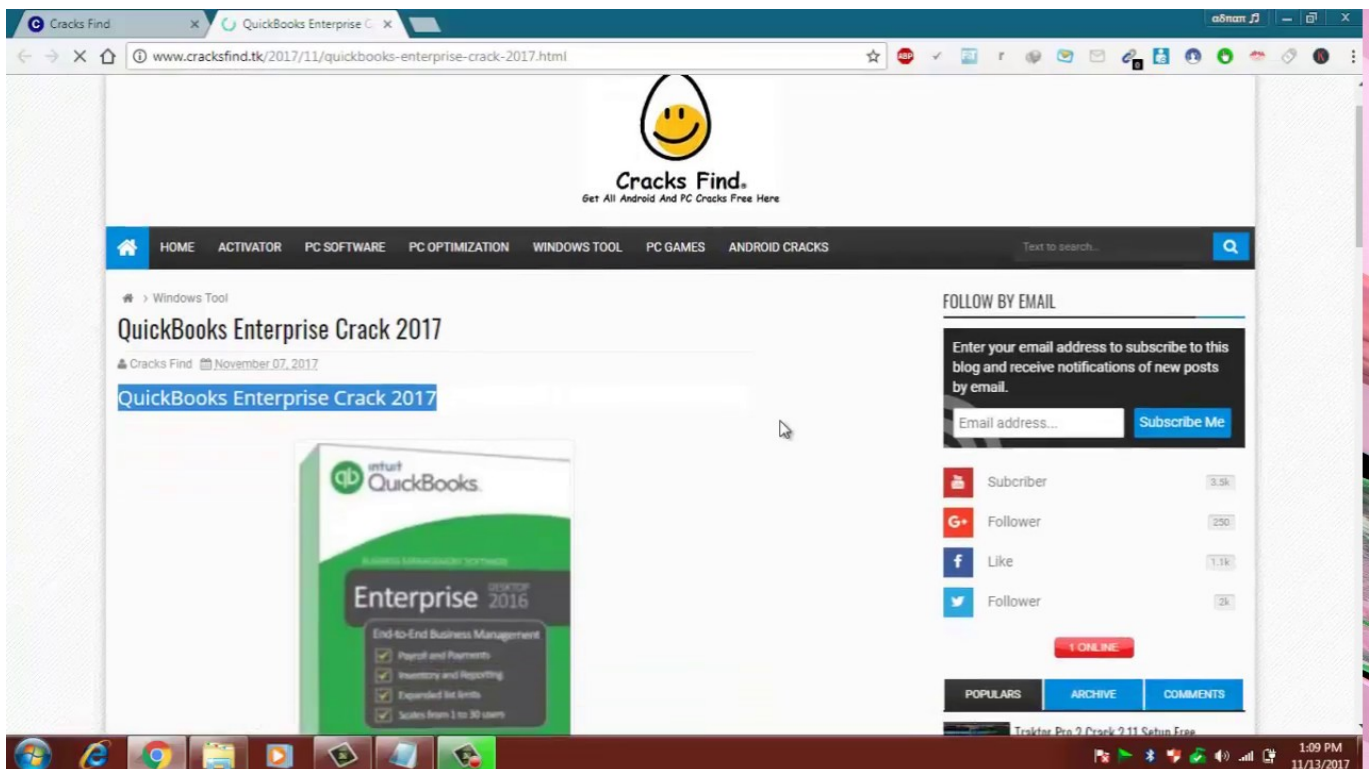 Cracks Find
QuickBooks Enterprise C
www.cracksfind.tk/2017/11/quickbooks-enterprise-crack-2017.html
ABP
Cracks Find®
Get All Android And PC Cracks Free Here
HOME ACTIVATOR PC SOFTWARE PC OPTIMIZATION WINDOWS TOOL PC GAMES ANDROID CRACKS
Text to search..
> Windows Tool
QuickBooks Enterprise Crack 2017
Cracks Find November 07, 2017
QuickBooks Enterprise Crack 2017
qb intuit
QuickBooks.
BUSINESS MANAGEMENT SOFTWARE
Enterprise DESKTOP 2016
End-to-End Business Management
Payroll and Payments
Inventory and Reporting
Expanded list limits
Scales from 1 to 30 users
FOLLOW BY EMAIL
Enter your email address to subscribe to this
blog and receive notifications of new posts
by email.
Email address...
Subscribe Me
Subcriber 3.5k
G+ Follower 250
f Like 1.1k
Follower 2k
1 ONLINE
POPULARS ARCHIVE COMMENTS
Traktor Pro 2 Crack 2.11 Setup Free
1:09 PM
11/13/2017